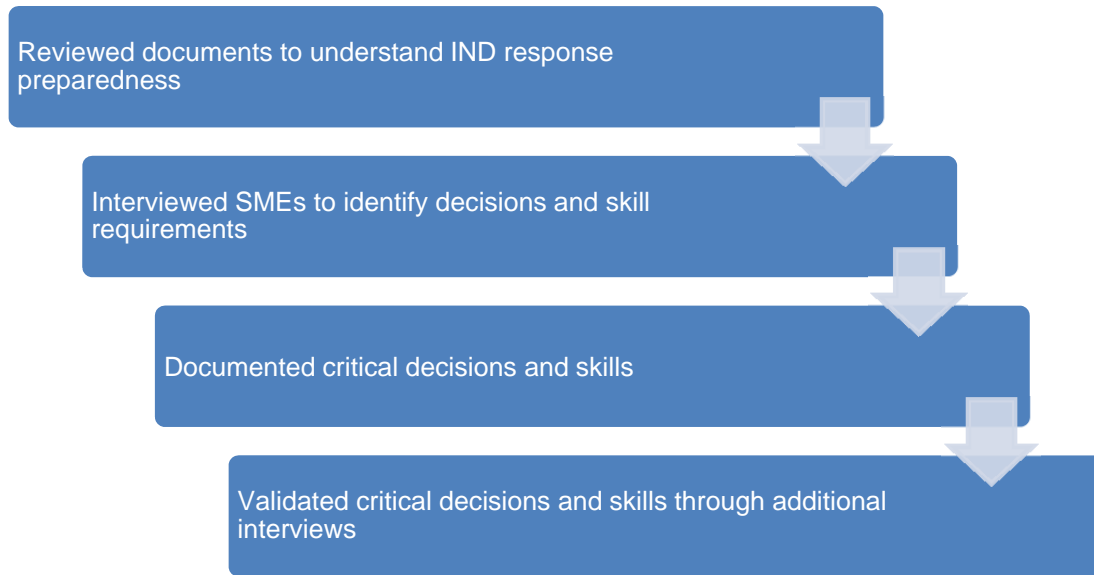 Reviewed documents to understand IND response
preparedness
Interviewed SMEs to identify decisions and skill
requirements
Documented critical decisions and skills
Validated critical decisions and skills through additional
interviews